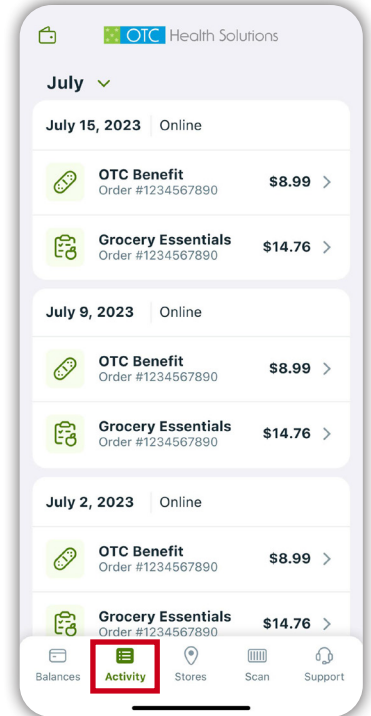 OTC Health Solutions
July
July 15, 2023 Online
OTC Benefit
Order #1234567890
$8.99
Grocery Essentials
Order #1234567890
$14.76
July 9, 2023 Online
OTC Benefit
Order #1234567890
$8.99
Grocery Essentials
Order #1234567890
$14.76
July 2, 2023 Online
OTC Benefit
Order #1234567890
$8.99
Grocery Essentials
Order #1234567890
$14.76
Balances Activity Stores Scan Support